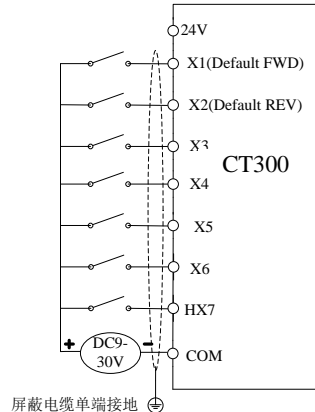 24V
X1(Default FWD)
X2(Default REV)
X3
CT300
X4
X5
X6
HX7
+
DC9-
30V
−
COM
屏蔽电缆单端接地